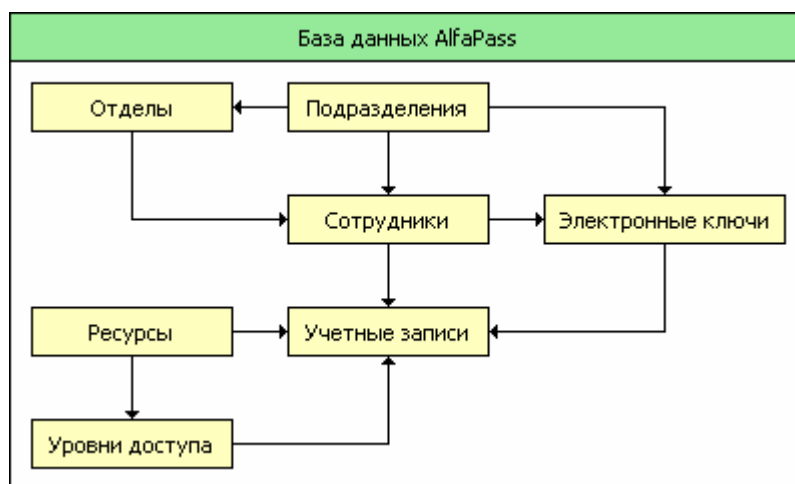 База данных AlfaPass
Отделы
Подразделения
Сотрудники
Электронные ключи
Ресурсы
Учетные записи
Уровни доступа